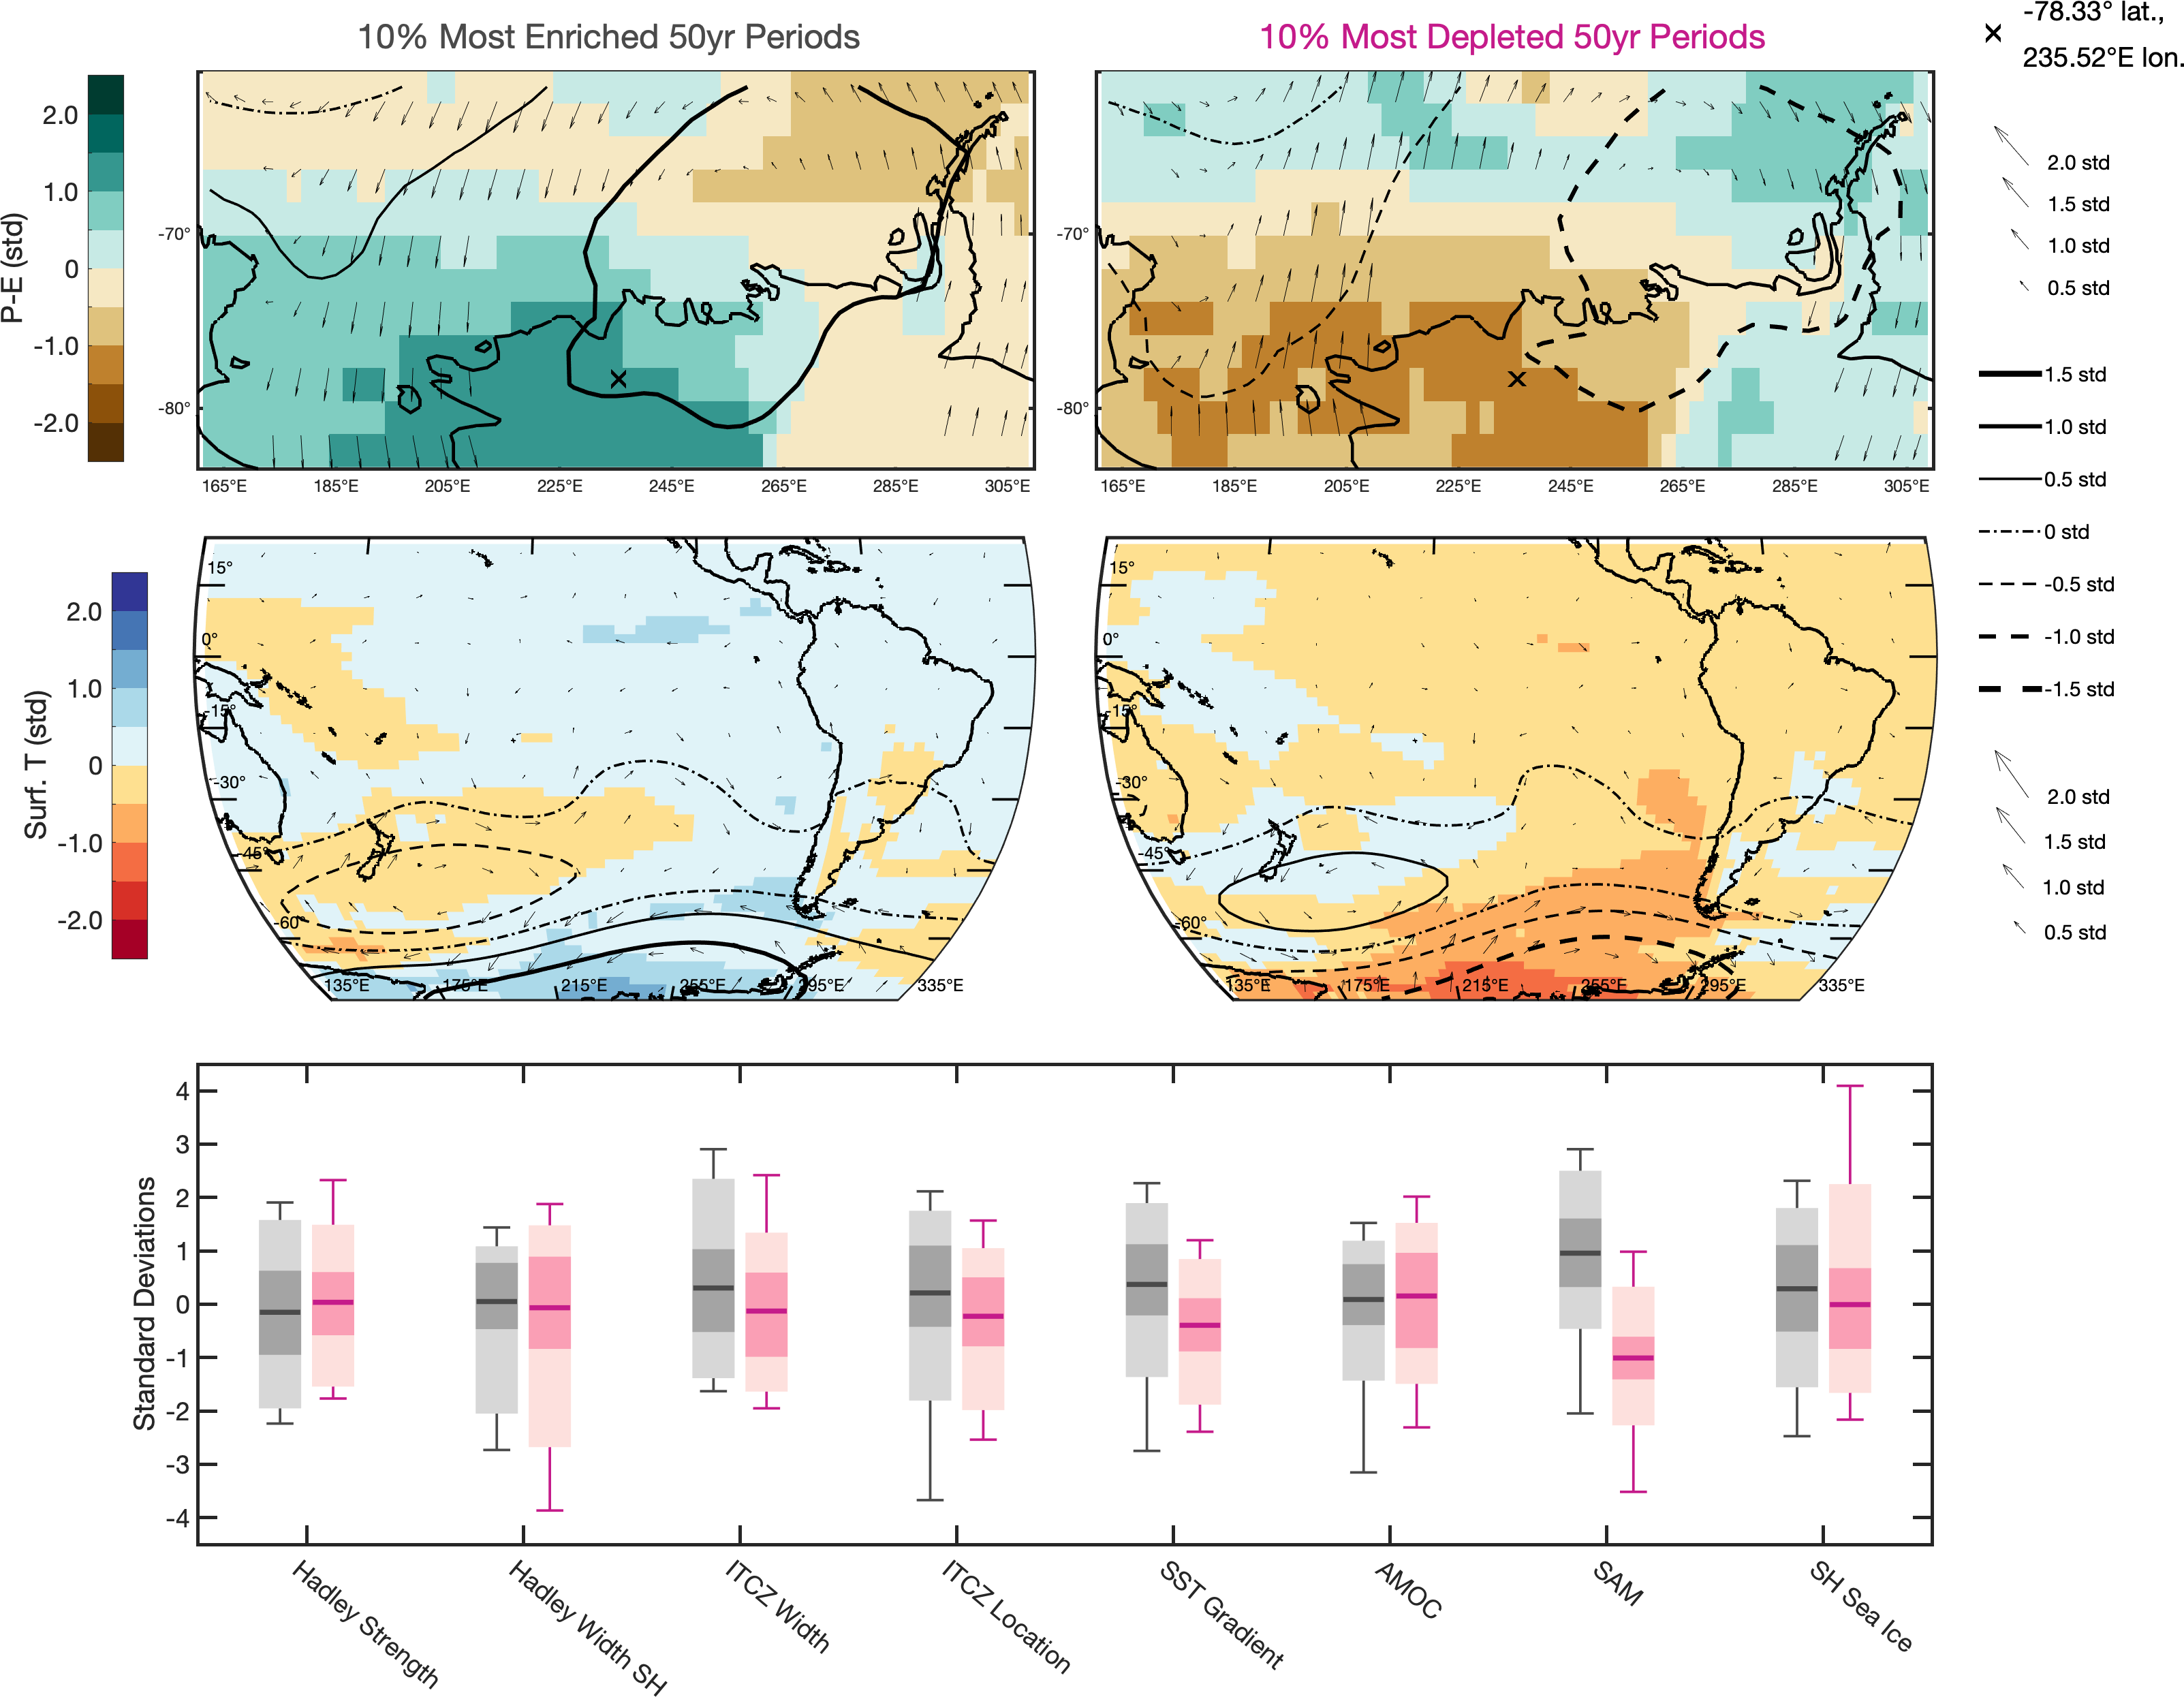 10% Most Enriched 50yr Periods
10% Most Depleted 50yr Periods
-78.33° lat.,
235.52°E lon.
P-E (std)
2.0
1.0
0
-1.0
-2.0
-70°
-80°
165°E 185°E 205°E 225°E 245°E 265°E 285°E 305°E
-70°
-80°
165°E 185°E 205°E 225°E 245°E 265°E 285°E 305°E
2.0 std
1.5 std
1.0 std
0.5 std
1.5 std
1.0 std
0.5 std
0 std
-0.5 std
-1.0 std
-1.5 std
Surf. T (std)
2.0
1.0
0
-1.0
-2.0
15°
0°
-15°
-30°
-45°
-60°
135°E 175°E 215°E 255°E 295°E 335°E
15°
0°
-15°
-30°
-45°
-60°
135°E 175°E 215°E 255°E 295°E 335°E
2.0 std
1.5 std
1.0 std
0.5 std
Standard Deviations
4
3
2
1
0
-1
-2
-3
-4
Hadley Strength
Hadley Width SH
ITCZ Width
ITCZ Location
SST Gradient
AMOC
SAM
SH Sea Ice